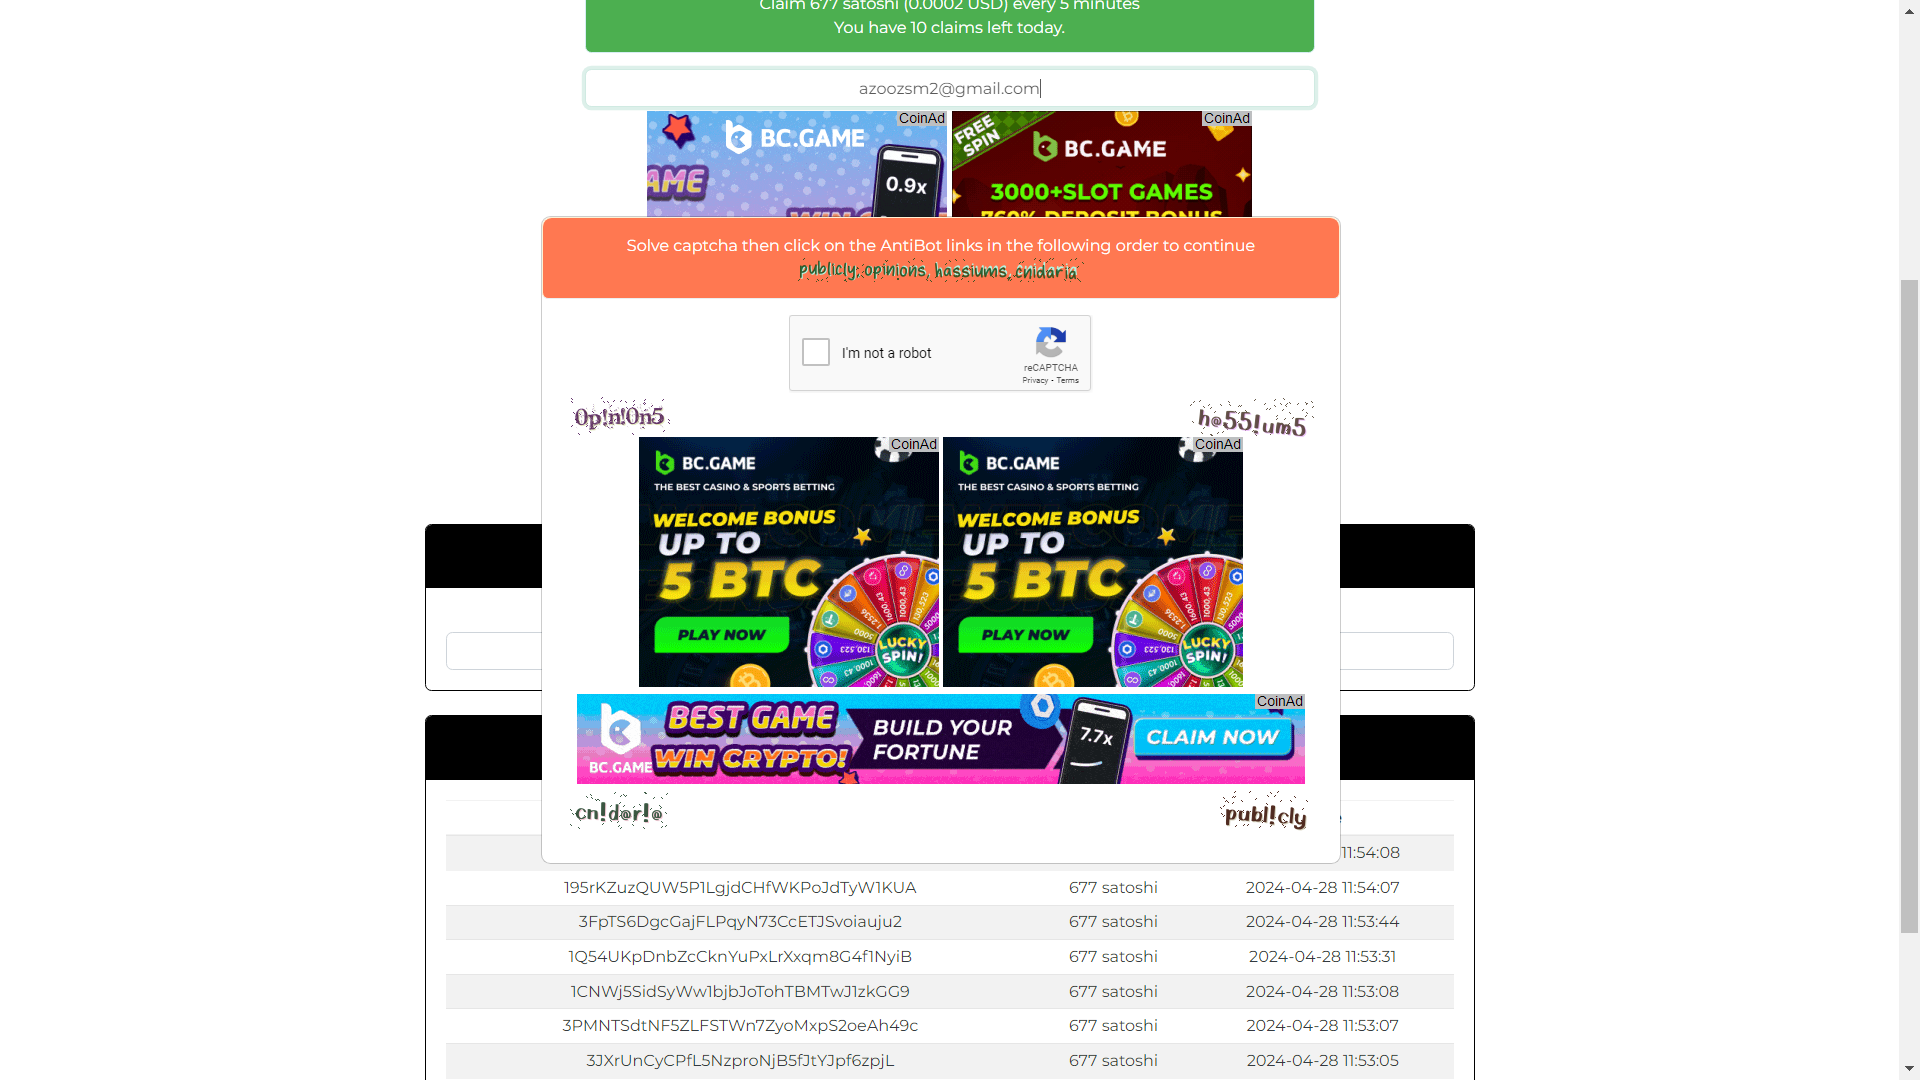 Claim 677 satoshi (0.0002 USD) every 5 minutes
You have 10 claims left today.
azoozsm2@gmail.com
CoinAd
BC.GAME
AME
0.9x
CoinAd
FREE SPIN
BC.GAME
3000+SLOT GAMES
760% DEPOSIT BONUS
Solve captcha then click on the AntiBot links in the following order to continue
publicly, opinions, hassiums, cnidaria
I'm not a robot
reCAPTCHA
Privacy - Terms
0p!n!0n5
h@55!um5
CoinAd
BC.GAME
THE BEST CASINO & SPORTS BETTING
WELCOME BONUS
UP TO
5 BTC
PLAY NOW
LUCKY SPIN!
CoinAd
BC.GAME
THE BEST CASINO & SPORTS BETTING
WELCOME BONUS
UP TO
5 BTC
PLAY NOW
LUCKY SPIN!
CoinAd
BC.GAME
BEST GAME
WIN CRYPTO!
BUILD YOUR
FORTUNE
7.7x
CLAIM NOW
cn!d@r!@
publ!cly
11:54:08
195rKZuzQUW5P1LgjdCHfWKPoJdTyW1KUA 677 satoshi 2024-04-28 11:54:07
3FpTS6DgcGajFLPqyN73CcETJSvoiauju2 677 satoshi 2024-04-28 11:53:44
1Q54UKpDnbZcCknYuPxLrXxqm8G4f1NyiB 677 satoshi 2024-04-28 11:53:31
1CNWj5SidSyWw1bjbJoTohTBMTwJ1zkGG9 677 satoshi 2024-04-28 11:53:08
3PMNTSdtNF5ZLFSTWn7ZyoMxpS2oeAh49c 677 satoshi 2024-04-28 11:53:07
3JXrUnCyCPfL5NzproNjB5fJtYJpf6zpjL 677 satoshi 2024-04-28 11:53:05